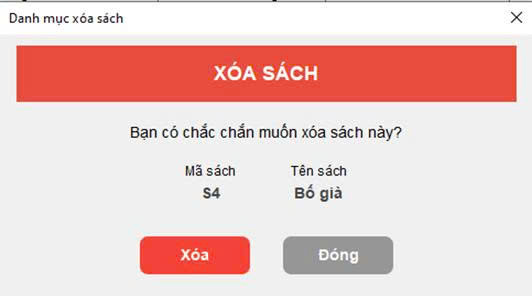 Danh mục xóa sách
XÓA SÁCH
Bạn có chắc chắn muốn xóa sách này?
Mã sách Tên sách
S4 Bố già
Xóa Đóng